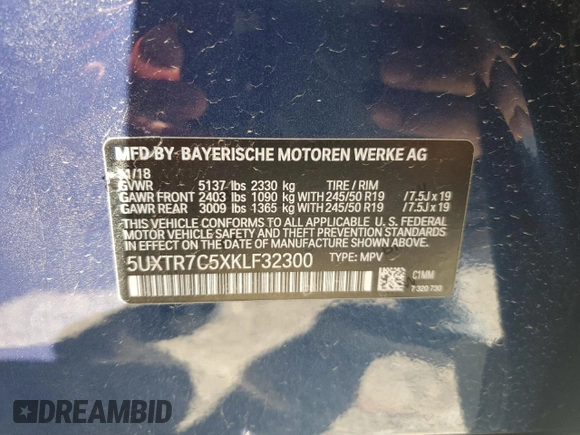 MFD BY BAYERISCHE MOTOREN WERKE AG
11/18
GVWR 5137 lbs 2330 kg TIRE / RIM
GAWR FRONT 2403 lbs 1090 kg WITH 245/50 R19 /7.5J x 19
GAWR REAR 3009 lbs 1365 kg WITH 245/50 R19 /7.5J x 19
THIS VEHICLE CONFORMS TO ALL APPLICABLE U. S. FEDERAL
MOTOR VEHICLE SAFETY, BUMPER, AND THEFT PREVENTION
STANDARDS IN EFFECT ON THE DATE OF MANUFACTURE SHOWN ABOVE.
5UXTR7C5XKLF32300 TYPE: MPV
C1MM
7 320 730
DREAMBID